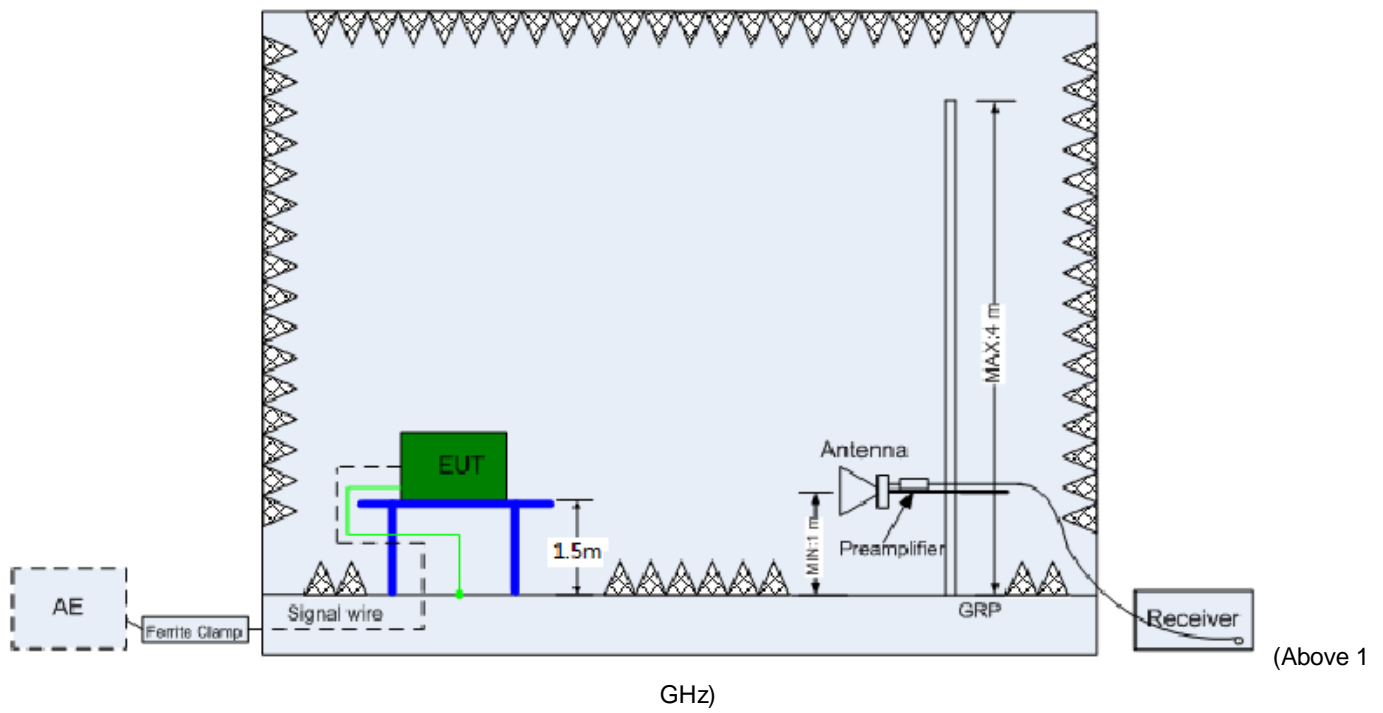 MAX:4 m
Antenna
EUT
1.5m
MIN:1 m
Preamplifier
AE
Signal wire
GRP
Ferrite Clamp
Receiver
(Above 1
GHz)